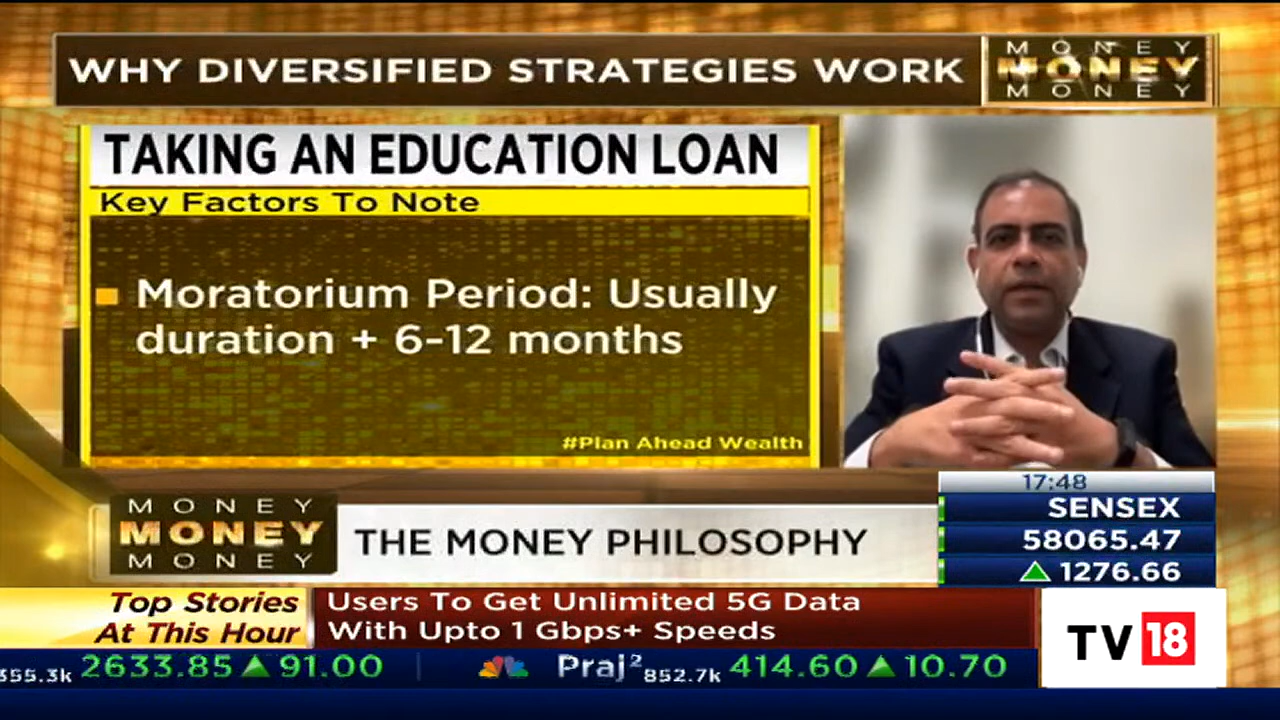 WHY DIVERSIFIED STRATEGIES WORK
MONEY
MONEY
MONEY
TAKING AN EDUCATION LOAN
Key Factors To Note
Moratorium Period: Usually
duration + 6-12 months
#Plan Ahead Wealth
17:48
SENSEX
58065.47
▲ 1276.66
MONEY
MONEY
MONEY
THE MONEY PHILOSOPHY
Top Stories
At This Hour
Users To Get Unlimited 5G Data
With Upto 1 Gbps+ Speeds
355.3k 2633.85 ▲ 91.00 Praj² 852.7k 414.60 ▲ 10.70
TV18